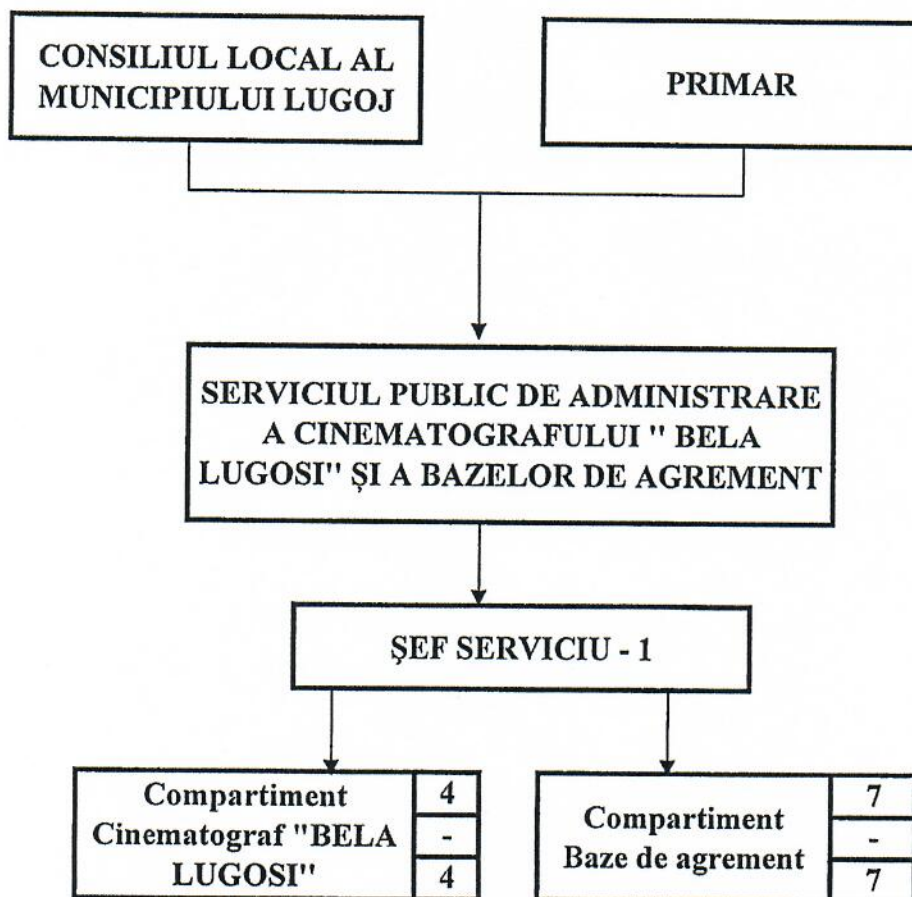 CONSILIUL LOCAL AL
MUNICIPIULUI LUGOJ
PRIMAR
SERVICIUL PUBLIC DE ADMINISTRARE
A CINEMATOGRAFULUI " BELA
LUGOSI" ȘI A BAZELOR DE AGREMENT
ŞEF SERVICIU - 1
Compartiment
Cinematograf "BELA
LUGOSI"
4
-
4
Compartiment
Baze de agrement
7
-
7